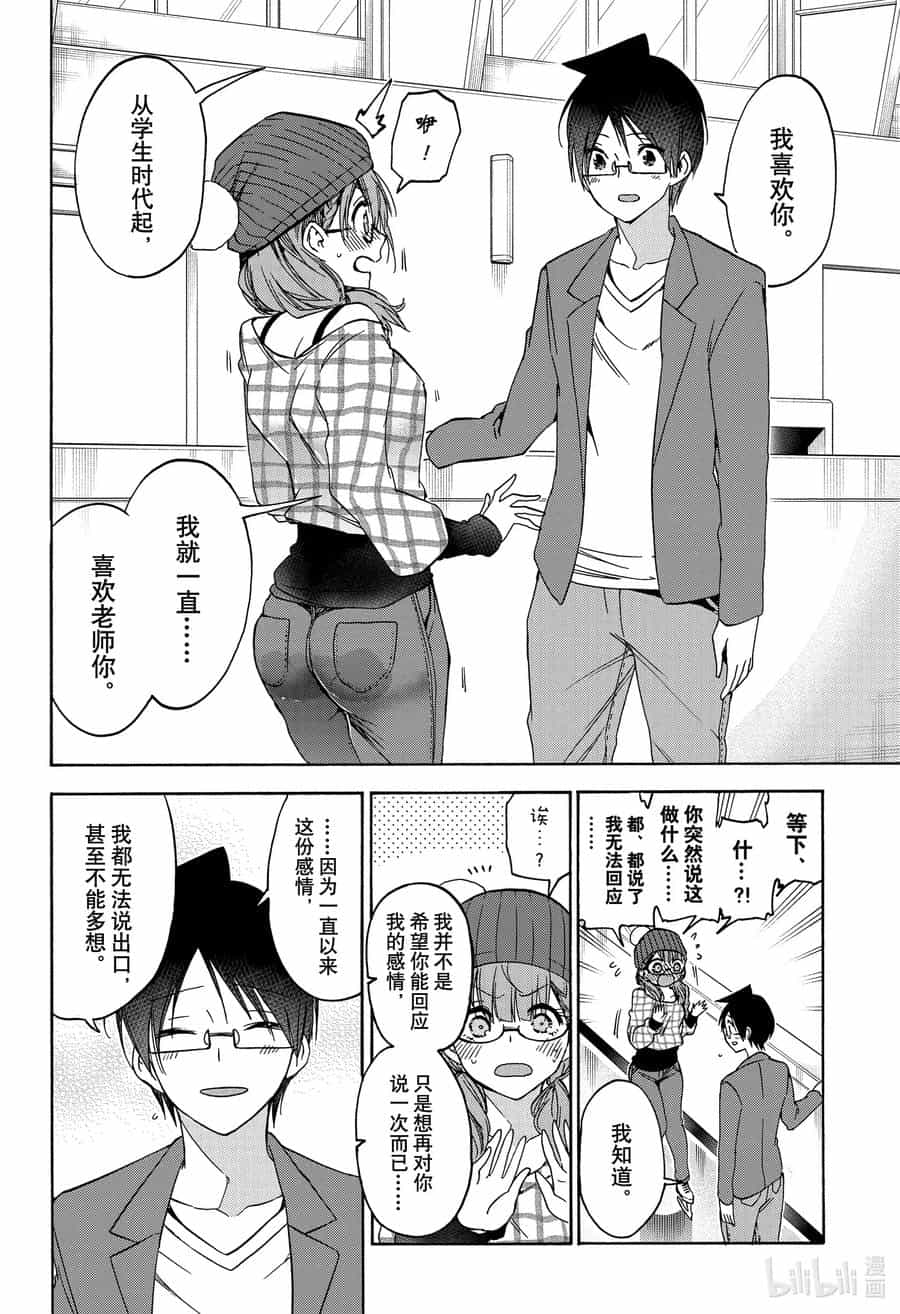 我喜欢你。
咿！
从学生时代起，
我就一直……
喜欢老师你。
等下、
什…?!
你突然说这
做什么……
都、都说了
我无法回应
……
我
知道。
诶…?
我并不是
希望你能回应
我的感情，
只是想再对你
说一次而已……
……因为一直以来
这份感情，
我都无法说出口，
甚至不能多想。
bilibili
漫画